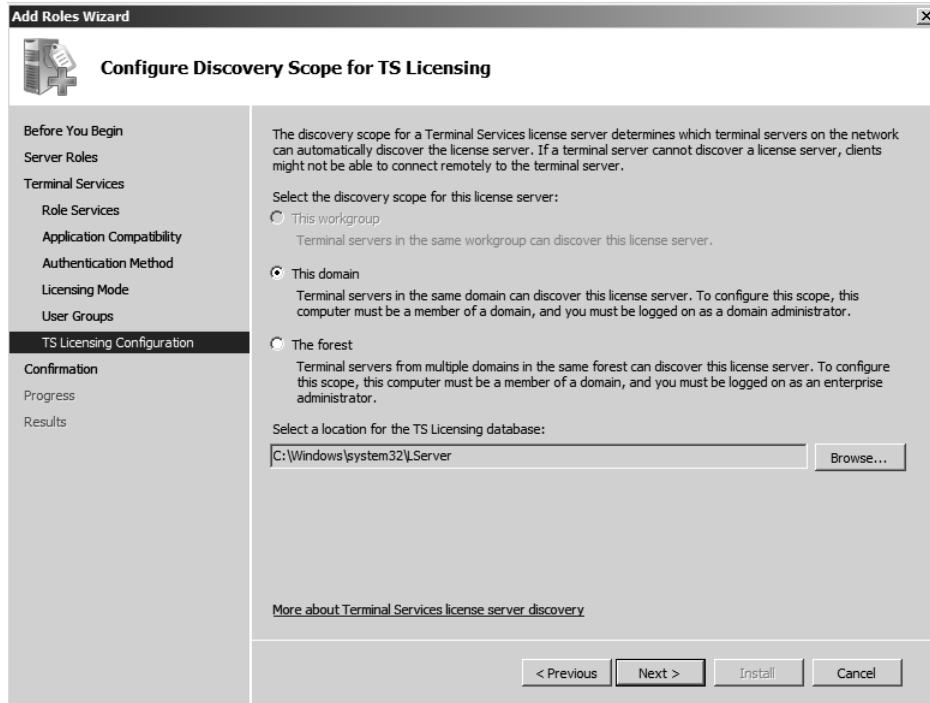 Add Roles Wizard
Configure Discovery Scope for TS Licensing
Before You Begin
Server Roles
Terminal Services
Role Services
Application Compatibility
Authentication Method
Licensing Mode
User Groups
TS Licensing Configuration
Confirmation
Progress
Results
The discovery scope for a Terminal Services license server determines which terminal servers on the network
can automatically discover the license server. If a terminal server cannot discover a license server, clients
might not be able to connect remotely to the terminal server.
Select the discovery scope for this license server:
This workgroup
Terminal servers in the same workgroup can discover this license server.
This domain
Terminal servers in the same domain can discover this license server. To configure this scope, this
computer must be a member of a domain, and you must be logged on as a domain administrator.
The forest
Terminal servers from multiple domains in the same forest can discover this license server. To configure
this scope, this computer must be a member of a domain, and you must be logged on as an enterprise
administrator.
Select a location for the TS Licensing database:
C:\Windows\system32\LServer
Browse...
More about Terminal Services license server discovery
< Previous
Next >
Install
Cancel